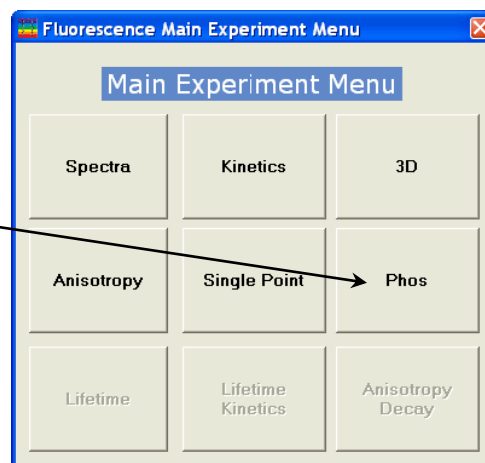 Fluorescence Main Experiment Menu
Main Experiment Menu
Spectra
Kinetics
3D
Anisotropy
Single Point
Phos
Lifetime
Lifetime
Kinetics
Anisotropy
Decay